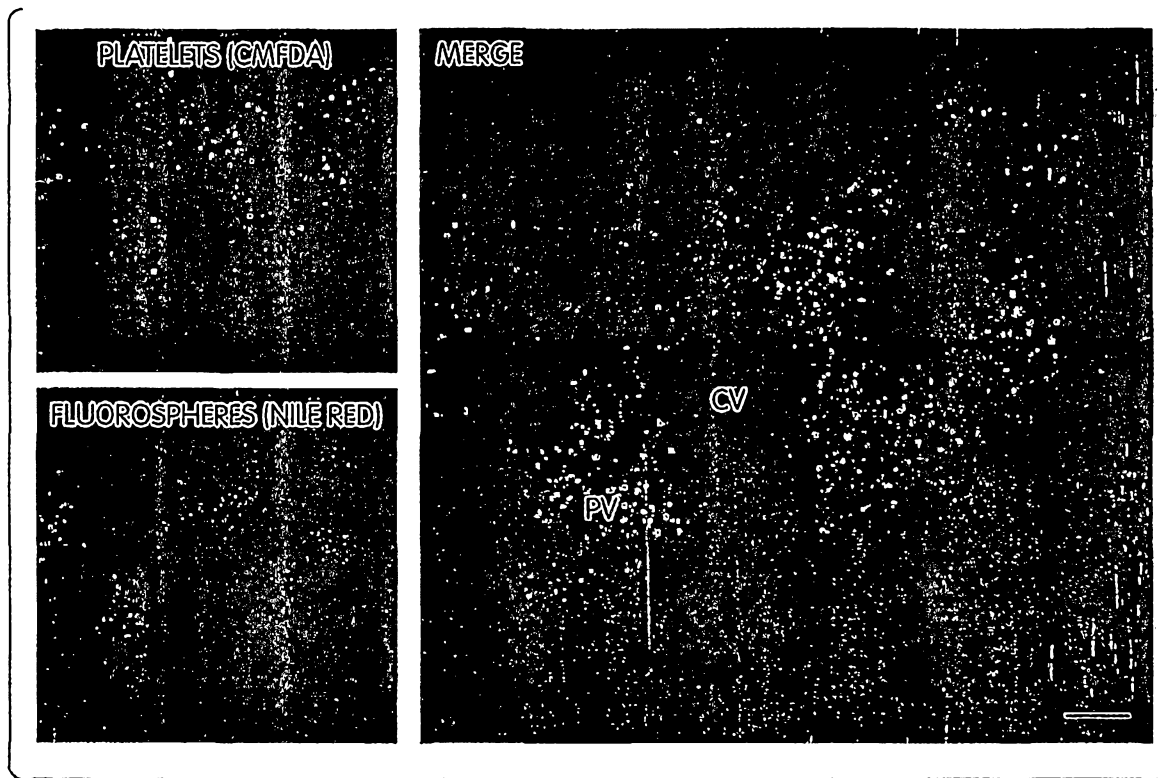 PLATELETS (CMFDA)
MERGE
FLUOROSPHERES (NILE RED)
CV
PV